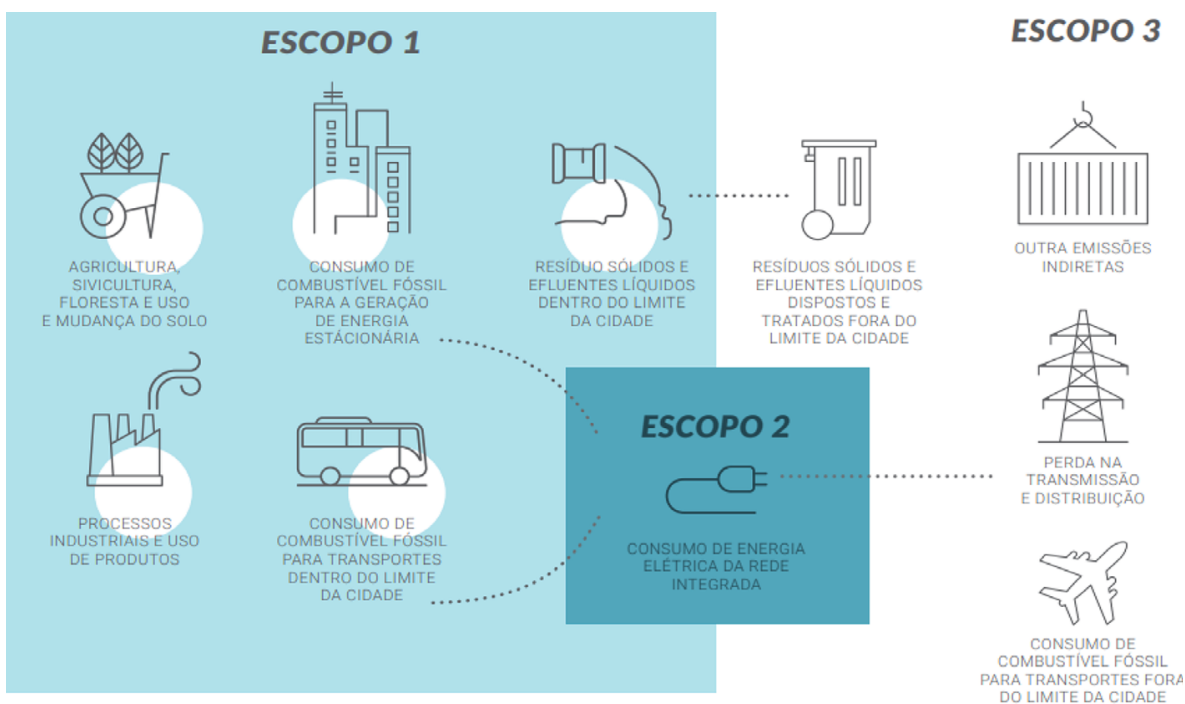 ESCOPO 1
AGRICULTURA,
SIVICULTURA,
FLORESTA E USO
E MUDANÇA DO SOLO
CONSUMO DE
COMBUSTÍVEL FÓSSIL
PARA A GERAÇÃO
DE ENERGIA
ESTÁCIONÁRIA
RESÍDUO SÓLIDOS E
EFLUENTES LÍQUIDOS
DENTRO DO LIMITE
DA CIDADE
PROCESSOS
INDUSTRIAIS E USO
DE PRODUTOS
CONSUMO DE
COMBUSTÍVEL FÓSSIL
PARA TRANSPORTES
DENTRO DO LIMITE
DA CIDADE
ESCOPO 2
CONSUMO DE ENERGIA
ELÉTRICA DA REDE
INTEGRADA
ESCOPO 3
RESÍDUOS SÓLIDOS E
EFLUENTES LÍQUIDOS
DISPOSTOS E
TRATADOS FORA DO
LIMITE DA CIDADE
OUTRA EMISSÕES
INDIRETAS
PERDA NA
TRANSMISSÃO
E DISTRIBUIÇÃO
CONSUMO DE
COMBUSTÍVEL FÓSSIL
PARA TRANSPORTES FORA
DO LIMITE DA CIDADE